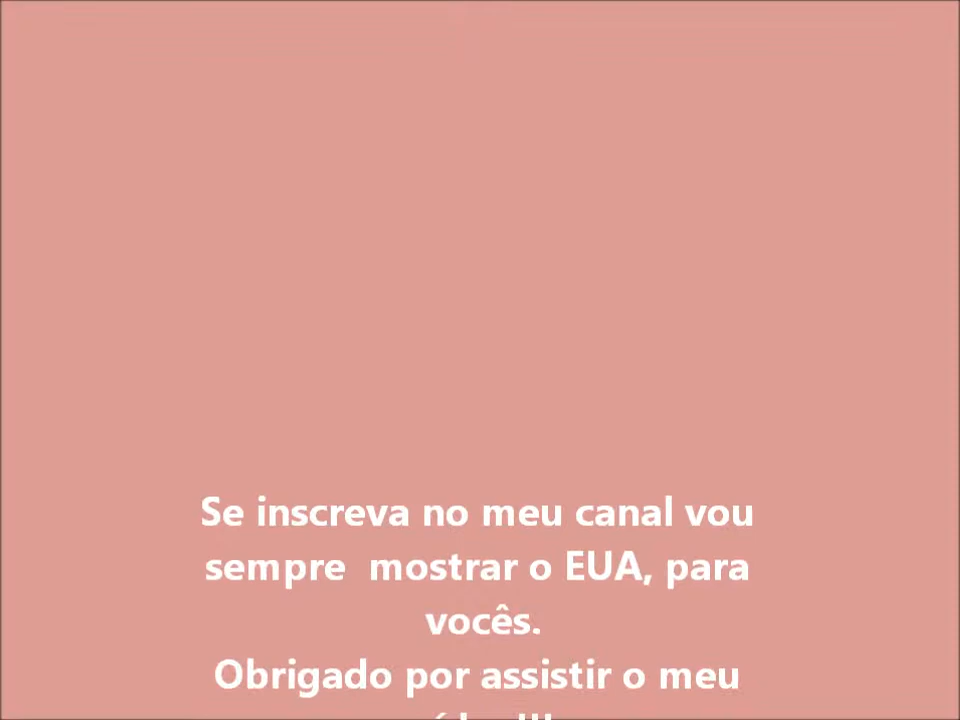 Se inscreva no meu canal vou
sempre mostrar o EUA, para
vocês.
Obrigado por assistir o meu